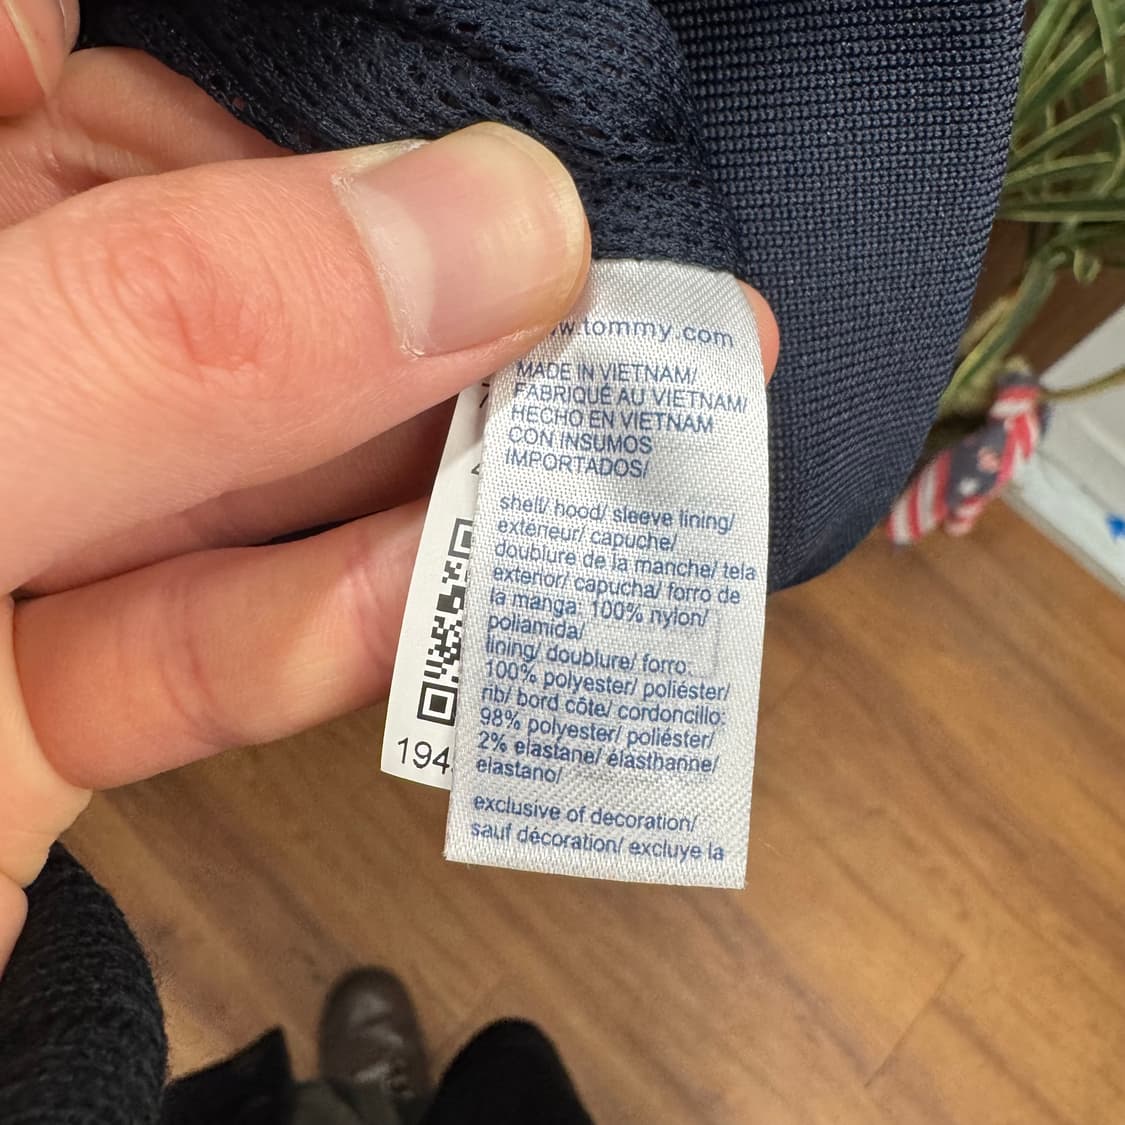 w.tommy.com
MADE IN VIETNAM/
FABRIQUÉ AU VIETNAM/
HECHO EN VIETNAM
CON INSUMOS
IMPORTADOS/
shell/ hood/ sleeve lining/
extérieur/ capuche/
doublure de la manche/ tela
exterior/ capucha/ forro de
la manga: 100% nylon/
poliamida/
lining/ doublure/ forro:
100% polyester/ poliéster/
rib/ bord côte/ cordoncillo:
98% polyester/ poliéster/
2% elastane/ élasthanne/
elastano/
exclusive of decoration/
sauf décoration/ excluye la
194